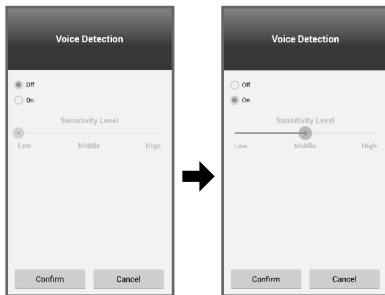 Voice Detection
Off
On
Sensitivity Level
Low Middle High
Confirm Cancel
Voice Detection
Off
On
Sensitivity Level
Low Middle High
Confirm Cancel